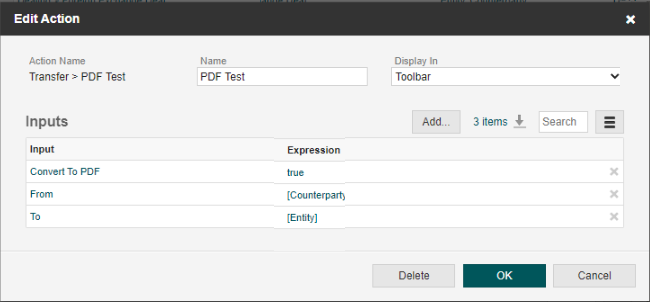 Edit Action
Action Name
Name
Display In
Transfer > PDF Test
PDF Test
Toolbar
Inputs
Add...
3 items
Search
Input
Expression
Convert To PDF
true
From
[Counterparty
To
[Entity]
Delete
OK
Cancel